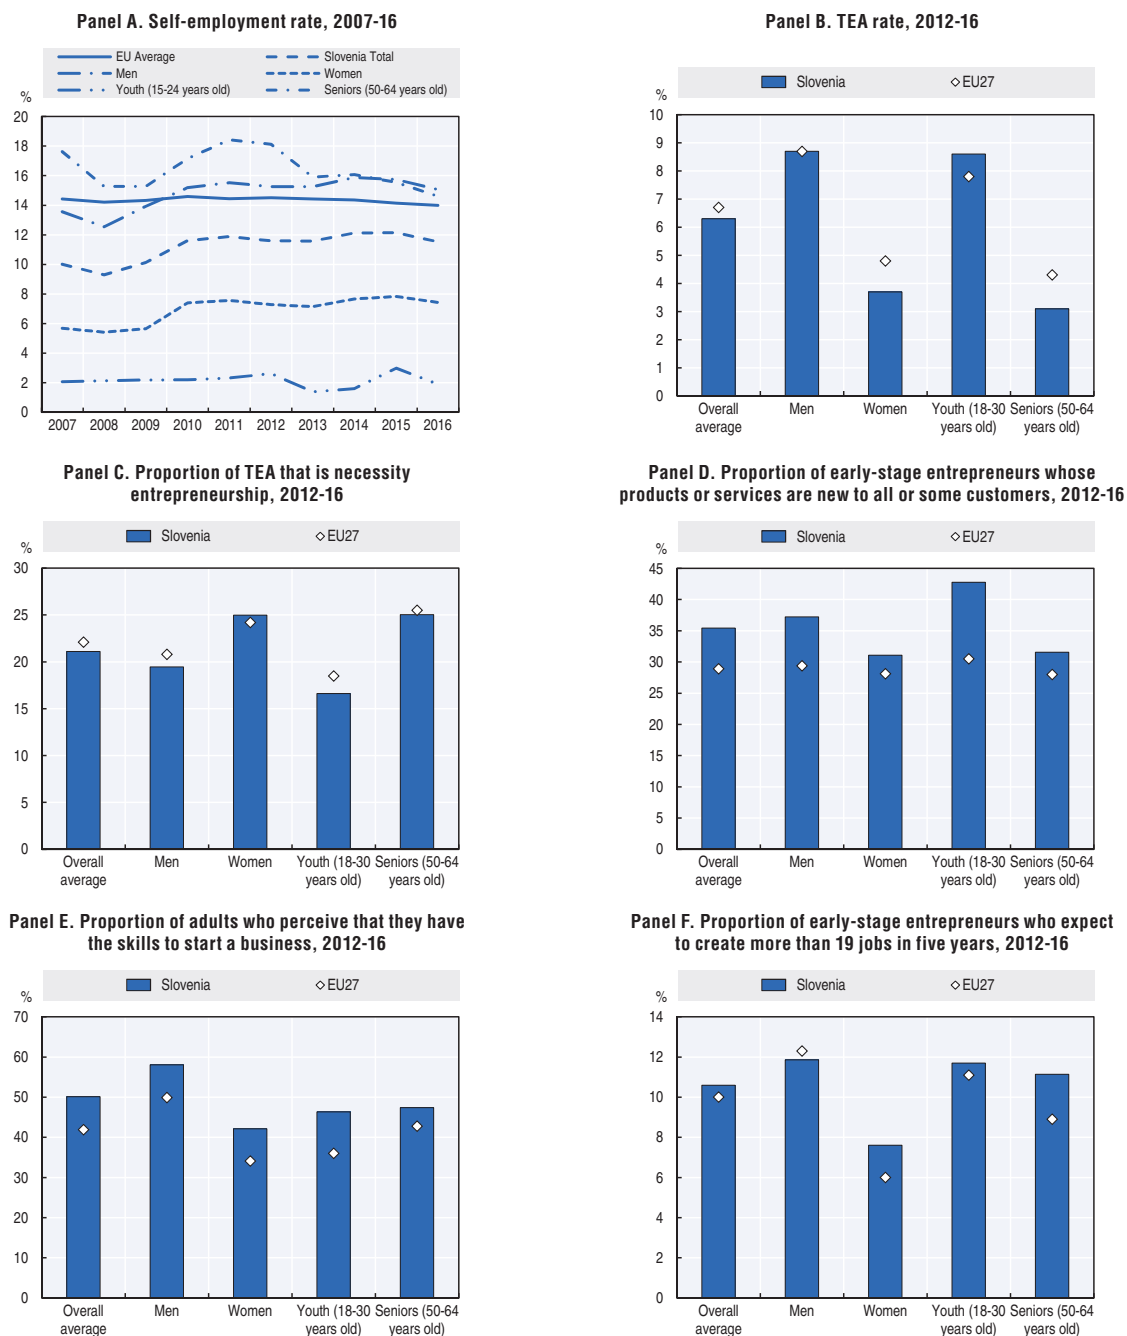 Panel A. Self-employment rate, 2007-16
EU Average
Slovenia Total
Men
Women
Youth (15-24 years old)
Seniors (50-64 years old)
%
20
18
16
14
12
10
8
6
4
2
0
2007 2008 2009 2010 2011 2012 2013 2014 2015 2016
Panel B. TEA rate, 2012-16
Slovenia
EU27
%
10
9
8
7
6
5
4
3
2
1
0
Overall average
Men
Women
Youth (18-30 years old)
Seniors (50-64 years old)
Panel C. Proportion of TEA that is necessity
entrepreneurship, 2012-16
Slovenia
EU27
%
30
25
20
15
10
5
0
Overall average
Men
Women
Youth (18-30 years old)
Seniors (50-64 years old)
Panel D. Proportion of early-stage entrepreneurs whose
products or services are new to all or some customers, 2012-16
Slovenia
EU27
%
45
40
35
30
25
20
15
10
5
0
Overall average
Men
Women
Youth (18-30 years old)
Seniors (50-64 years old)
Panel E. Proportion of adults who perceive that they have
the skills to start a business, 2012-16
Slovenia
EU27
%
70
60
50
40
30
20
10
0
Overall average
Men
Women
Youth (18-30 years old)
Seniors (50-64 years old)
Panel F. Proportion of early-stage entrepreneurs who expect
to create more than 19 jobs in five years, 2012-16
Slovenia
EU27
%
14
12
10
8
6
4
2
0
Overall average
Men
Women
Youth (18-30 years old)
Seniors (50-64 years old)